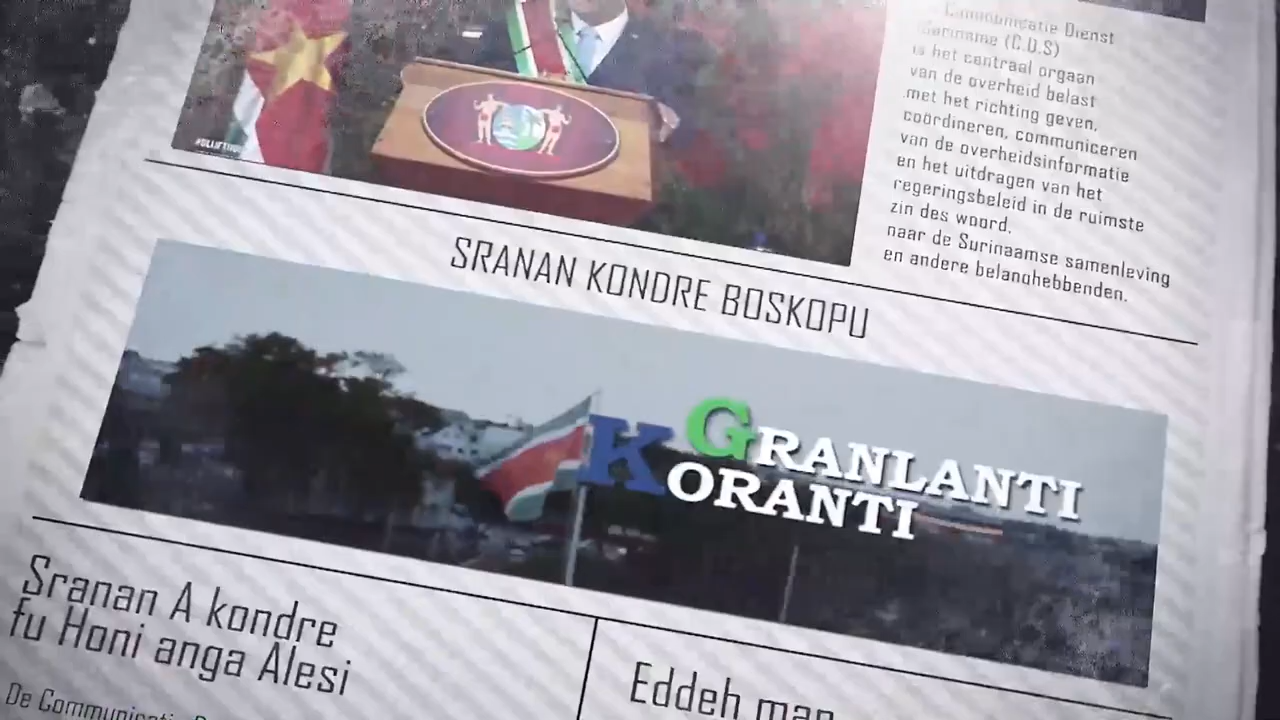 Communicatie Dienst
Suriname (C.D.S)
is het centraal orgaan
van de overheid belast
met het richting geven,
coördineren, communiceren
van de overheidsinformatie
en het uitdragen van het
regeringsbeleid in de ruimste
zin des woord,
naar de Surinaamse samenleving
en andere belanghebbenden.
SRANAN KONDRE BOSKOPU
GRANLANTI
KORANTI
Sranan A kondre
fu Honi anga Alesi
De
Eddeh man